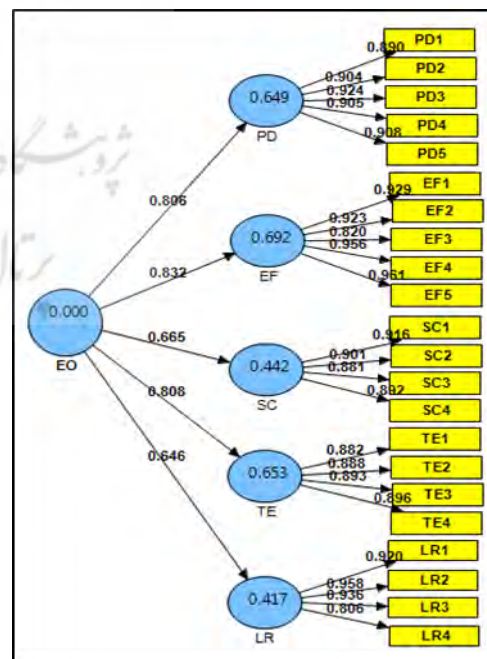 PD1
0.890
PD2
0.904
0.924
PD3
0.649
0.905
PD4
PD
0.908
PD5
0.806
EF1
0.929
EF2
0.923
0.692
0.820
EF3
0.956
EF4
EF
0.961
EF5
0.832
0.000
EO
SC1
0.916
0.665
0.901
SC2
0.442
0.881
SC3
0.892
SC
SC4
0.808
TE1
0.882
0.888
TE2
0.646
0.653
0.893
TE3
0.896
TE
TE4
LR1
0.920
0.958
LR2
0.417
0.936
LR3
0.806
LR
LR4
پژوهشگاه
پرتال